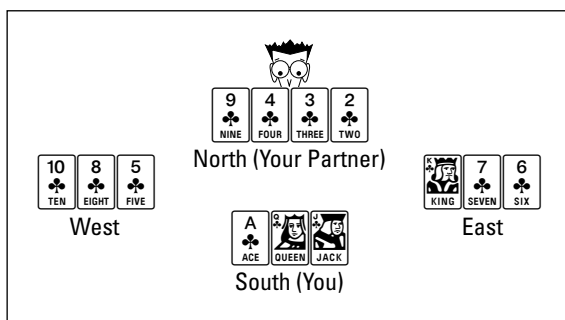 9 4 3 2
NINE FOUR THREE TWO
North (Your Partner)
10 8 5
TEN EIGHT FIVE
West
K 7 6
KING SEVEN SIX
East
A Q J
ACE QUEEN JACK
South (You)